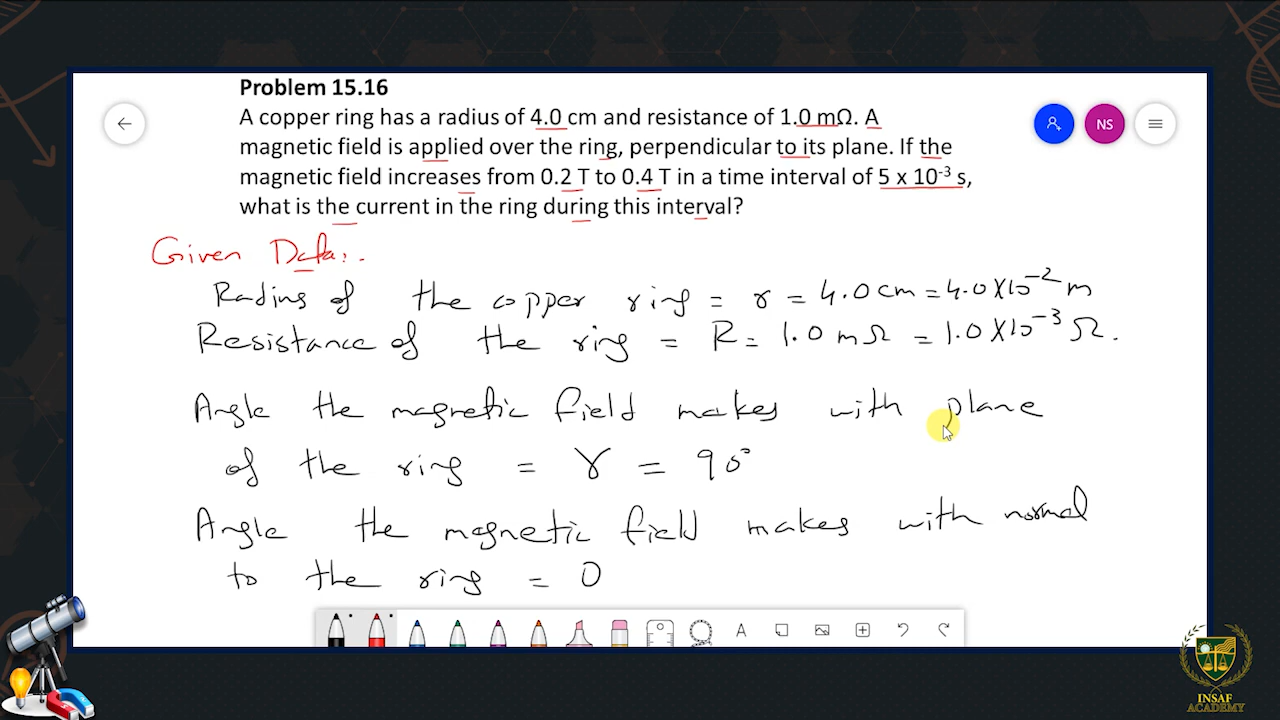 Problem 15.16
A copper ring has a radius of 4.0 cm and resistance of 1.0 mΩ. A
magnetic field is applied over the ring, perpendicular to its plane. If the
magnetic field increases from 0.2 T to 0.4 T in a time interval of 5 x 10⁻³ s,
what is the current in the ring during this interval?
NS
Given Data:.
Radius of the copper ring = r = 4.0 cm = 4.0 X 10⁻² m
Resistance of the ring = R = 1.0 m Ω = 1.0 X 10⁻³ Ω.
Angle the magnetic field makes with plane
of the ring = γ = 90°
Angle the magnetic field makes with normal
to the ring = 0
A
INSAF
ACADEMY